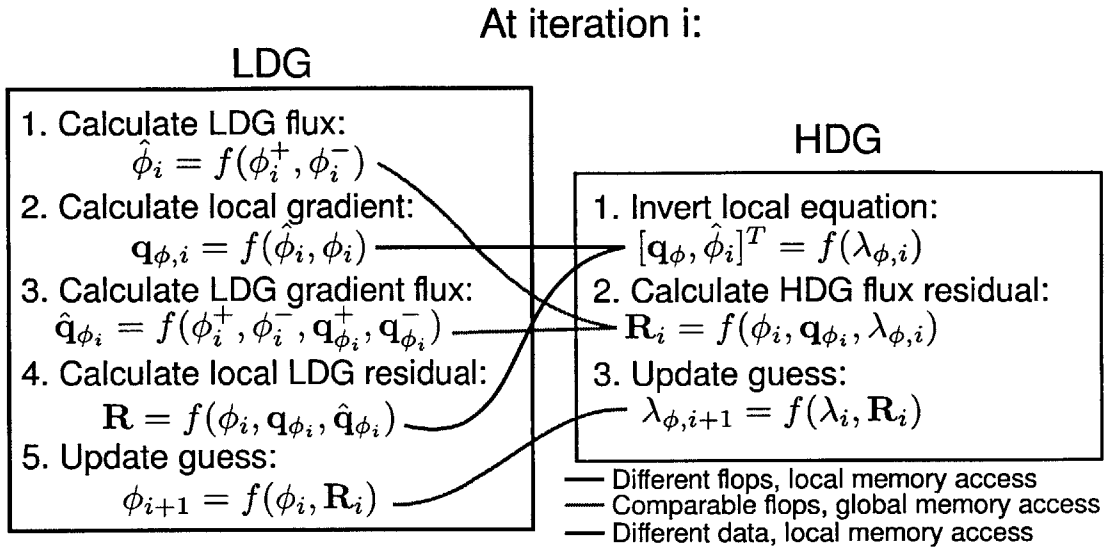 At iteration i:
LDG
1. Calculate LDG flux:
$\hat{\phi}_i = f(\phi_i^+, \phi_i^-)$
2. Calculate local gradient:
$\mathbf{q}_{\phi,i} = f(\hat{\phi}_i, \phi_i)$
3. Calculate LDG gradient flux:
$\hat{\mathbf{q}}_{\phi_i} = f(\phi_i^+, \phi_i^-, \mathbf{q}_{\phi_i}^+, \mathbf{q}_{\phi_i}^-)$
4. Calculate local LDG residual:
$\mathbf{R} = f(\phi_i, \mathbf{q}_{\phi_i}, \hat{\mathbf{q}}_{\phi_i})$
5. Update guess:
$\phi_{i+1} = f(\phi_i, \mathbf{R}_i)$
HDG
1. Invert local equation:
$[\mathbf{q}_\phi, \hat{\phi}_i]^T = f(\lambda_{\phi,i})$
2. Calculate HDG flux residual:
$\mathbf{R}_i = f(\phi_i, \mathbf{q}_{\phi_i}, \lambda_{\phi,i})$
3. Update guess:
$\lambda_{\phi,i+1} = f(\lambda_i, \mathbf{R}_i)$
Different flops, local memory access
Comparable flops, global memory access
Different data, local memory access